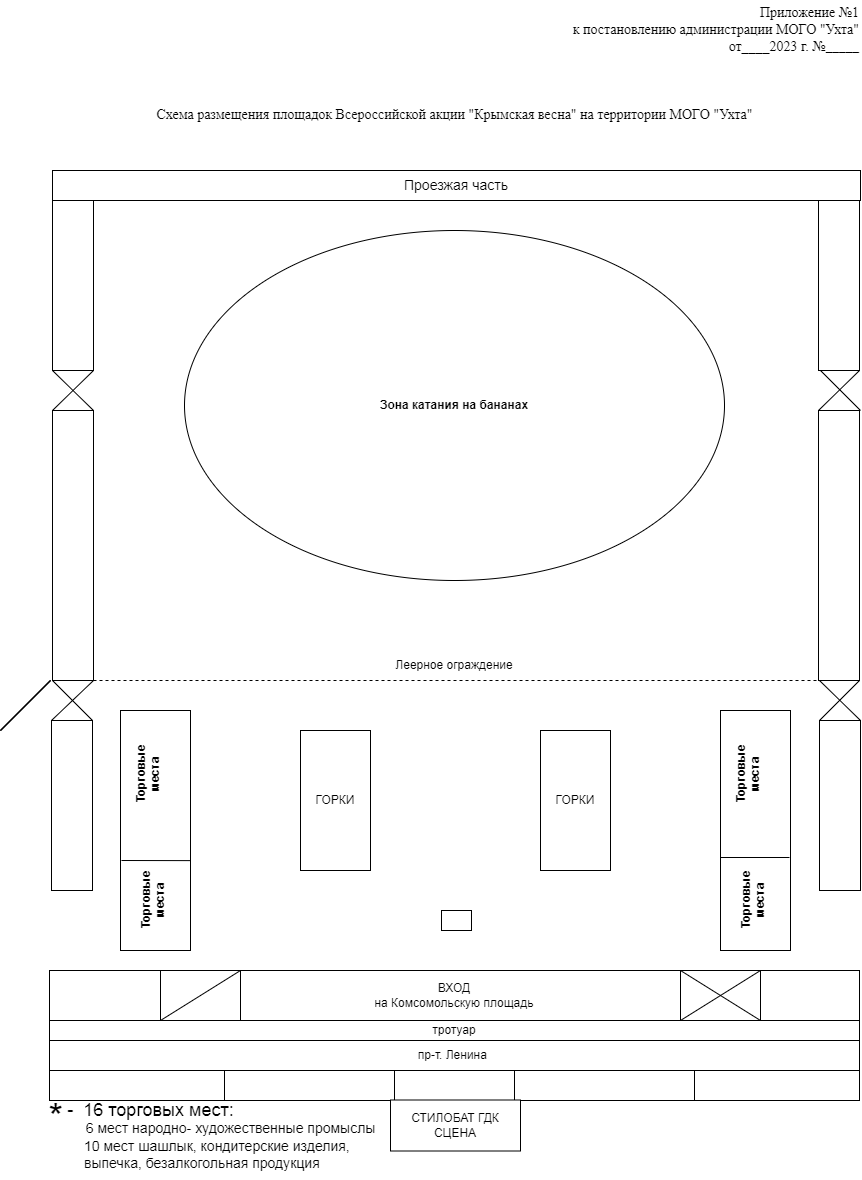 Приложение №1
к постановлению администрации МОГО "Ухта"
от____2023 г. №_____
Схема размещения площадок Всероссийской акции "Крымская весна" на территории МОГО "Ухта"
Проезжая часть
Зона катания на бананах
Леерное ограждение
Торговые
места
ГОРКИ
ГОРКИ
Торговые
места
Торговые
места
Торговые
места
ВХОД
на Комсомольскую площадь
тротуар
пр-т. Ленина
* - 16 торговых мест:
6 мест народно- художественные промыслы
10 мест шашлык, кондитерские изделия,
выпечка, безалкогольная продукция
СТИЛОБАТ ГДК
СЦЕНА